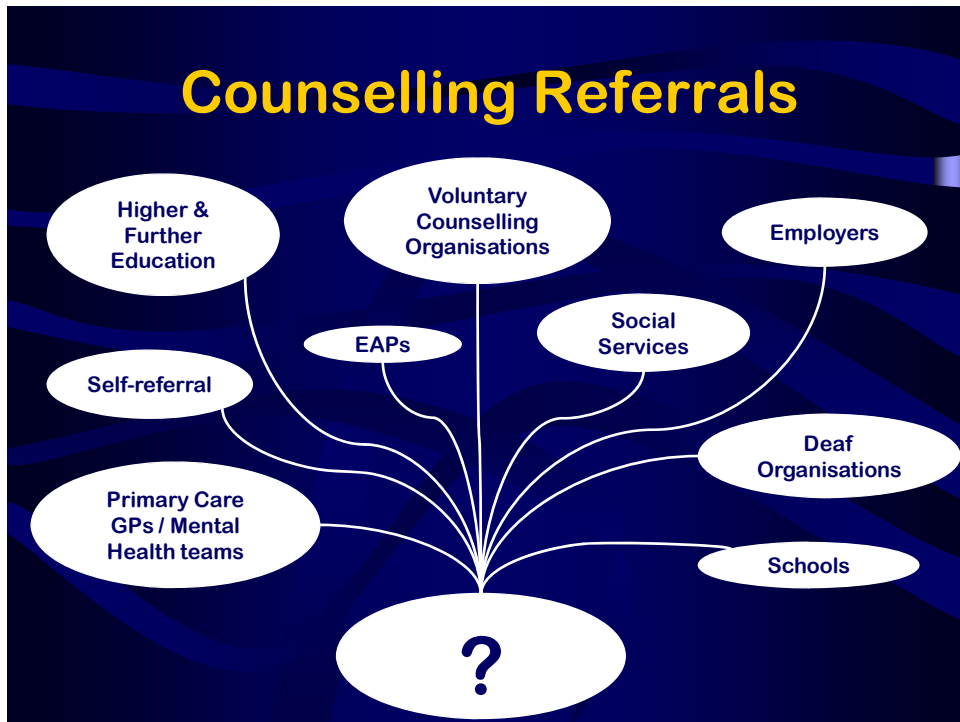 Counselling Referrals
Higher &
Further
Education
Voluntary
Counselling
Organisations
Employers
EAPs
Social
Services
Self-referral
Deaf
Organisations
Primary Care
GPs / Mental
Health teams
Schools
?